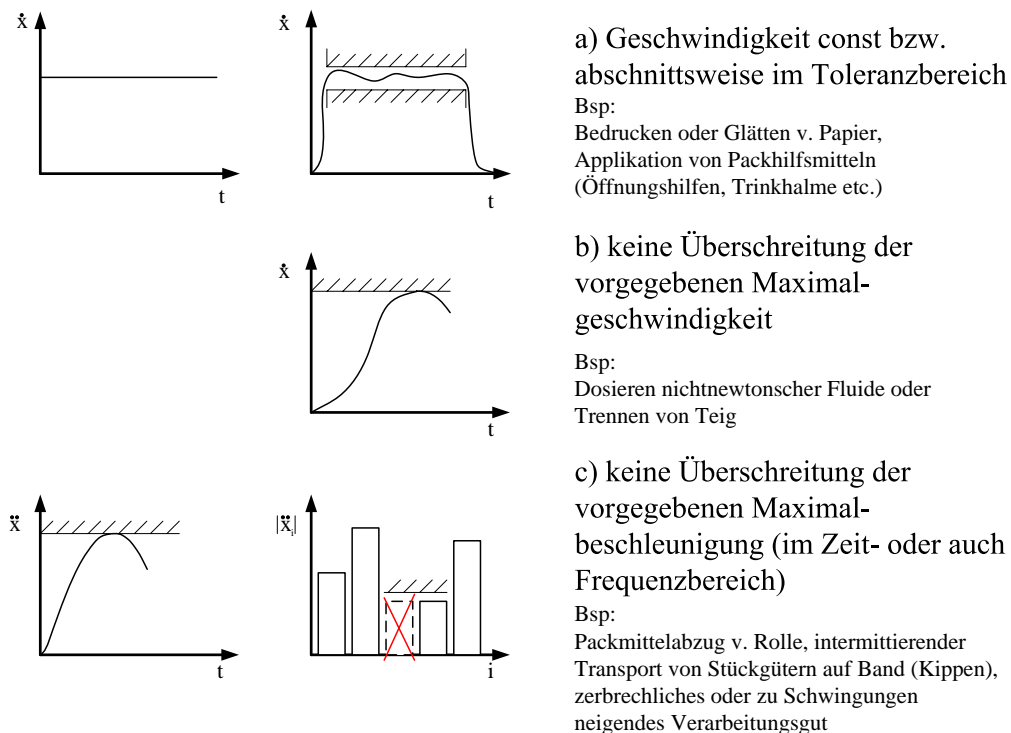 ẋ
t
ẋ
t
a) Geschwindigkeit const bzw.
abschnittsweise im Toleranzbereich
Bsp:
Bedrucken oder Glätten v. Papier,
Applikation von Packhilfsmitteln
(Öffnungshilfen, Trinkhalme etc.)
ẋ
t
b) keine Überschreitung der
vorgegebenen Maximal-
geschwindigkeit
Bsp:
Dosieren nichtnewtonscher Fluide oder
Trennen von Teig
ẍ
t
|ẍᵢ|
i
c) keine Überschreitung der
vorgegebenen Maximal-
beschleunigung (im Zeit- oder auch
Frequenzbereich)
Bsp:
Packmittelabzug v. Rolle, intermittierender
Transport von Stückgütern auf Band (Kippen),
zerbrechliches oder zu Schwingungen
neigendes Verarbeitungsgut